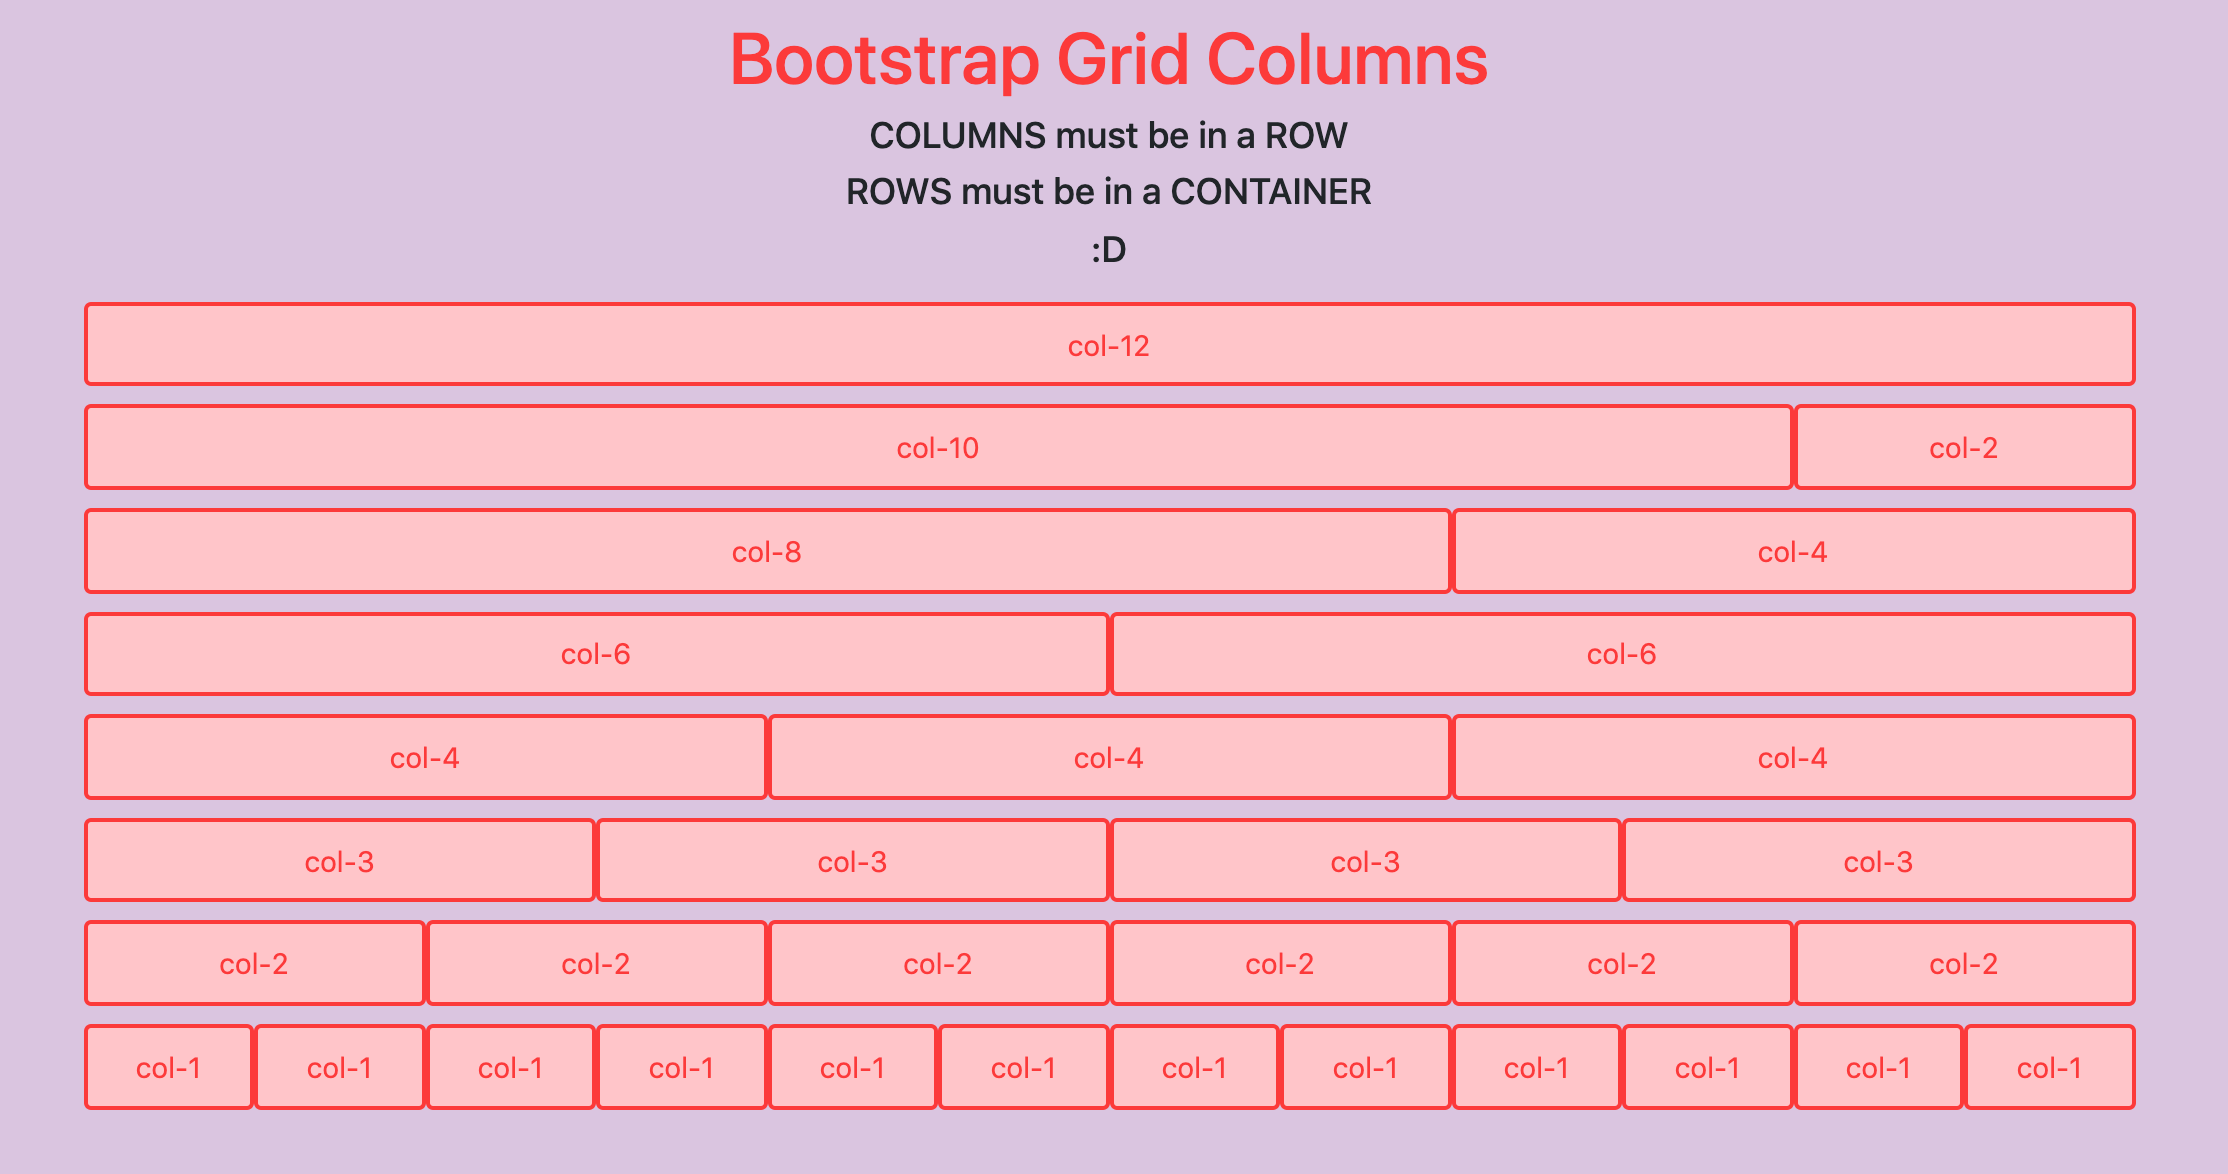 Bootstrap Grid Columns
COLUMNS must be in a ROW
ROWS must be in a CONTAINER
:D
col-12
col-10 col-2
col-8 col-4
col-6 col-6
col-4 col-4 col-4
col-3 col-3 col-3 col-3
col-2 col-2 col-2 col-2 col-2 col-2
col-1 col-1 col-1 col-1 col-1 col-1 col-1 col-1 col-1 col-1 col-1 col-1